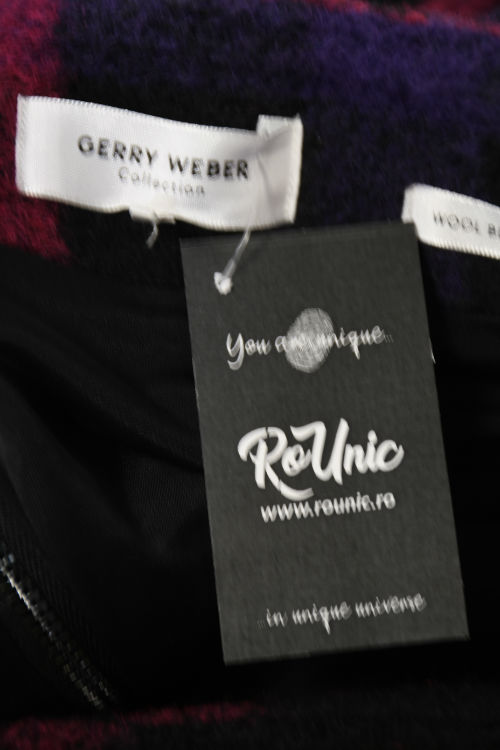 GERRY WEBER
Collection
WOOL
You are unique...
RoUnic
www.rounic.ro
...in unique universe